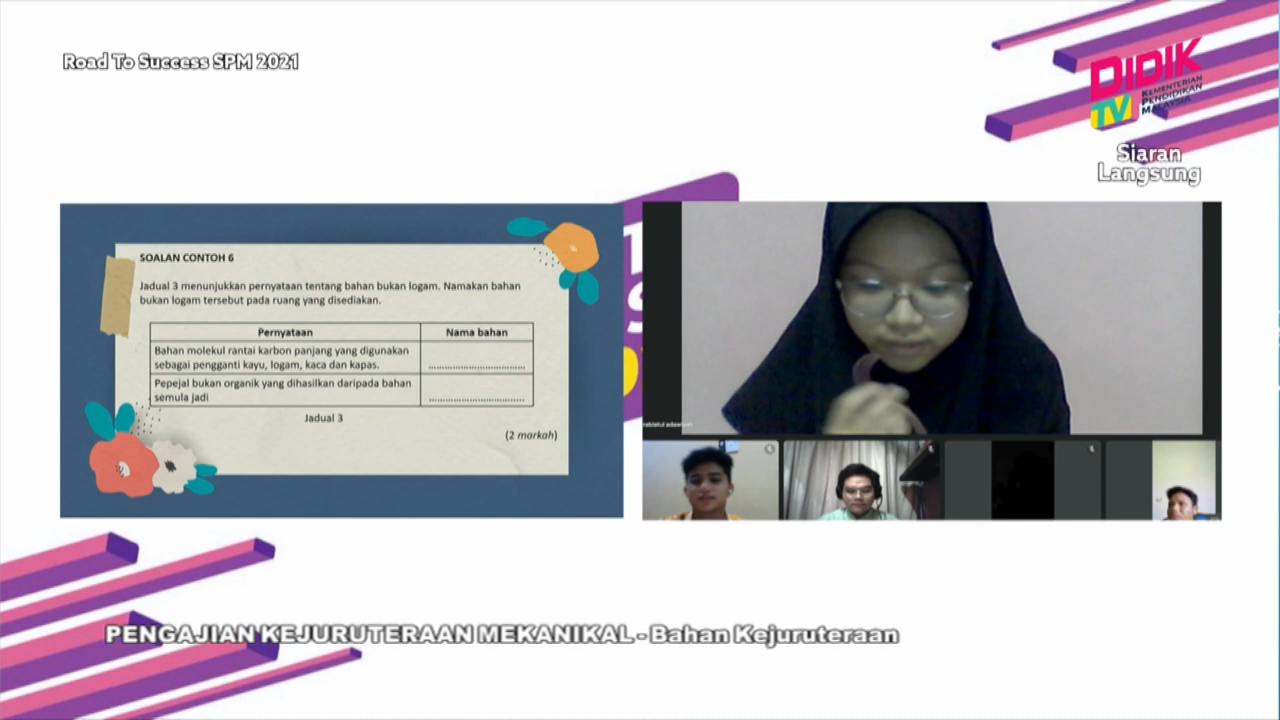 Road To Success SPM 2021
DIDIK
TV
KEMENTERIAN
PENDIDIKAN
MALAYSIA
Siaran
Langsung
SOALAN CONTOH 6
Jadual 3 menunjukkan pernyataan tentang bahan bukan logam. Namakan bahan
bukan logam tersebut pada ruang yang disediakan.
Pernyataan Nama bahan
Bahan molekul rantai karbon panjang yang digunakan
sebagai pengganti kayu, logam, kaca dan kapas. ................................
Pepejal bukan organik yang dihasilkan daripada bahan
semula jadi ................................
Jadual 3
(2 markah)
PENGAJIAN KEJURUTERAAN MEKANIKAL - Bahan Kejuruteraan